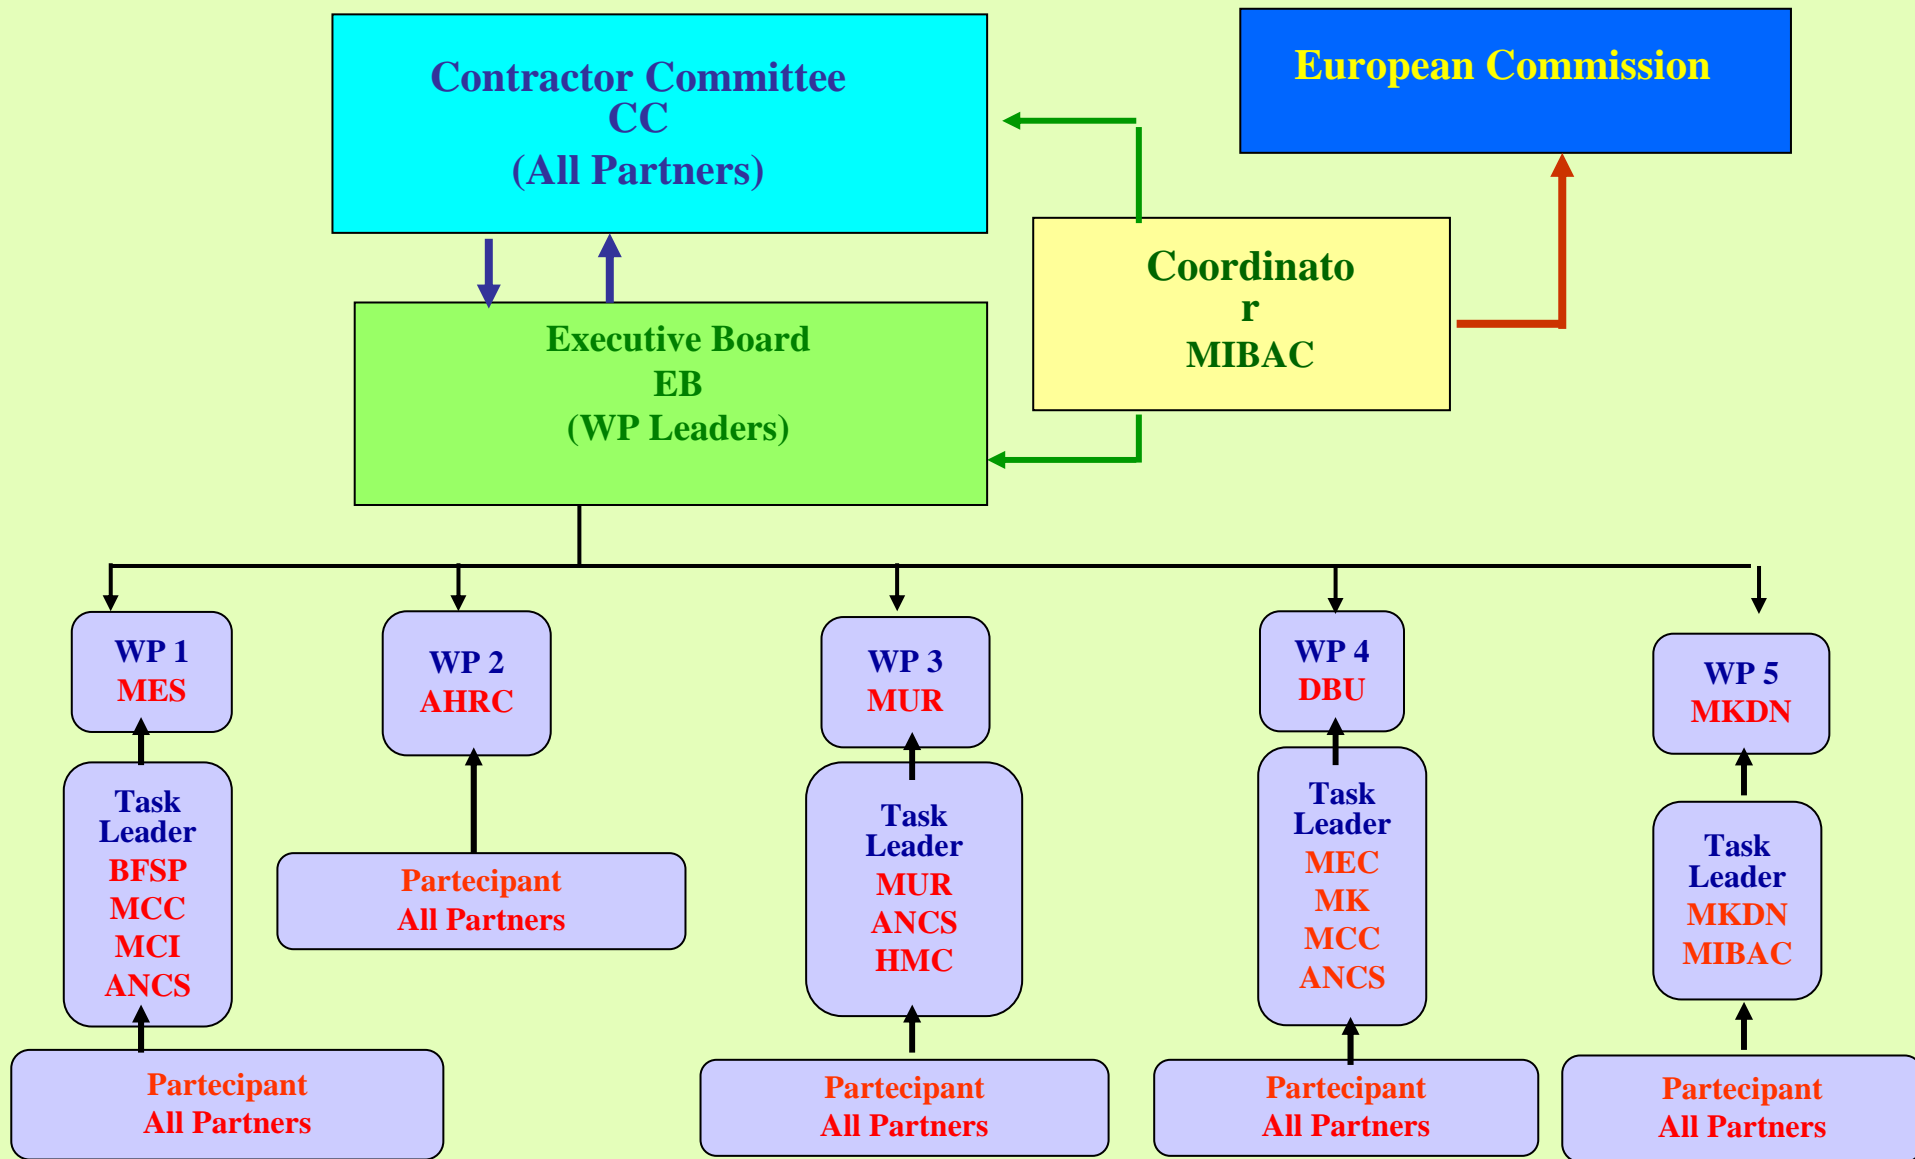 Contractor Committee
CC
(All Partners)
European Commission
Coordinato
r
MIBAC
Executive Board
EB
(WP Leaders)
WP 1
MES
WP 2
AHRC
WP 3
MUR
WP 4
DBU
WP 5
MKDN
Task
Leader
BFSP
MCC
MCI
ANCS
Partecipant
All Partners
Task
Leader
MUR
ANCS
HMC
Task
Leader
MEC
MK
MCC
ANCS
Task
Leader
MKDN
MIBAC
Partecipant
All Partners
Partecipant
All Partners
Partecipant
All Partners
Partecipant
All Partners